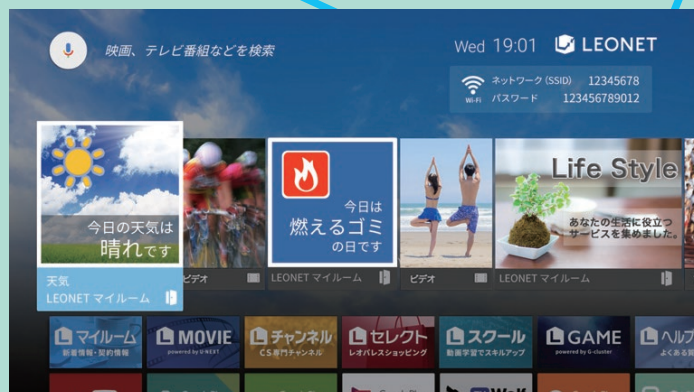 映画、テレビ番組などを検索
Wed 19:01 LEONET
ネットワーク (SSID) 12345678
Wi-Fi パスワード 123456789012
今日の天気は
晴れです
天気
LEONET マイルーム
ビデオ
今日は
燃えるゴミ
の日です
LEONET マイルーム
ビデオ
Life Style
あなたの生活に役立つ
サービスを集めました。
LEONET マイルーム
L マイルーム
新着情報・契約情報
L MOVIE
powered by U-NEXT
L チャンネル
CS専門チャンネル
L セレクト
レオパレスショッピング
L スクール
動画学習でスキルアップ
L GAME
powered by G-cluster
L ヘルプ